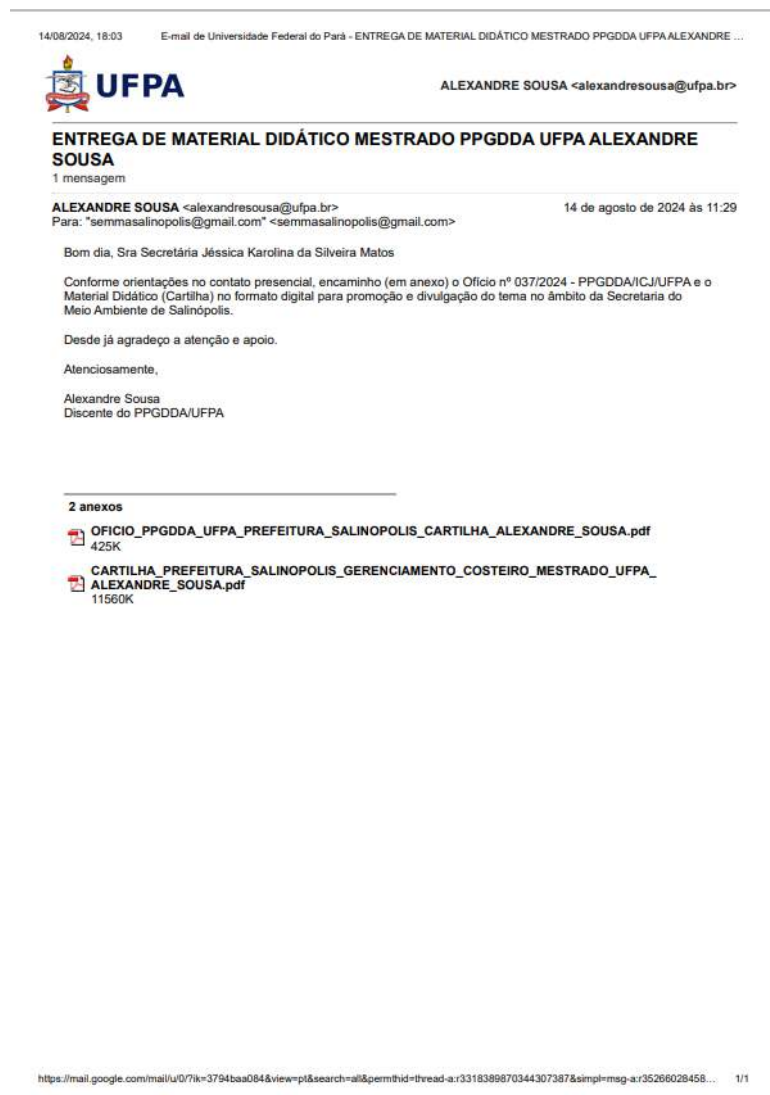 14/08/2024, 18:03 E-mail de Universidade Federal do Pará - ENTREGA DE MATERIAL DIDÁTICO MESTRADO PPGDDA UFPA ALEXANDRE ...
UFPA
ALEXANDRE SOUSA <alexandresousa@ufpa.br>
ENTREGA DE MATERIAL DIDÁTICO MESTRADO PPGDDA UFPA ALEXANDRE
SOUSA
1 mensagem
ALEXANDRE SOUSA <alexandresousa@ufpa.br> 14 de agosto de 2024 às 11:29
Para: "semmasalinopolis@gmail.com" <semmasalinopolis@gmail.com>
Bom dia, Sra Secretária Jéssica Karolina da Silveira Matos
Conforme orientações no contato presencial, encaminho (em anexo) o Ofício nº 037/2024 - PPGDDA/ICJ/UFPA e o
Material Didático (Cartilha) no formato digital para promoção e divulgação do tema no âmbito da Secretaria do
Meio Ambiente de Salinópolis.
Desde já agradeço a atenção e apoio.
Atenciosamente,
Alexandre Sousa
Discente do PPGDDA/UFPA
2 anexos
OFICIO_PPGDDA_UFPA_PREFEITURA_SALINOPOLIS_CARTILHA_ALEXANDRE_SOUSA.pdf
425K
CARTILHA_PREFEITURA_SALINOPOLIS_GERENCIAMENTO_COSTEIRO_MESTRADO_UFPA_
ALEXANDRE_SOUSA.pdf
11560K
https://mail.google.com/mail/u/0/?ik=3794baa084&view=pt&search=all&permthid=thread-a:r3318389870344307387&simpl=msg-a:r35266028458... 1/1